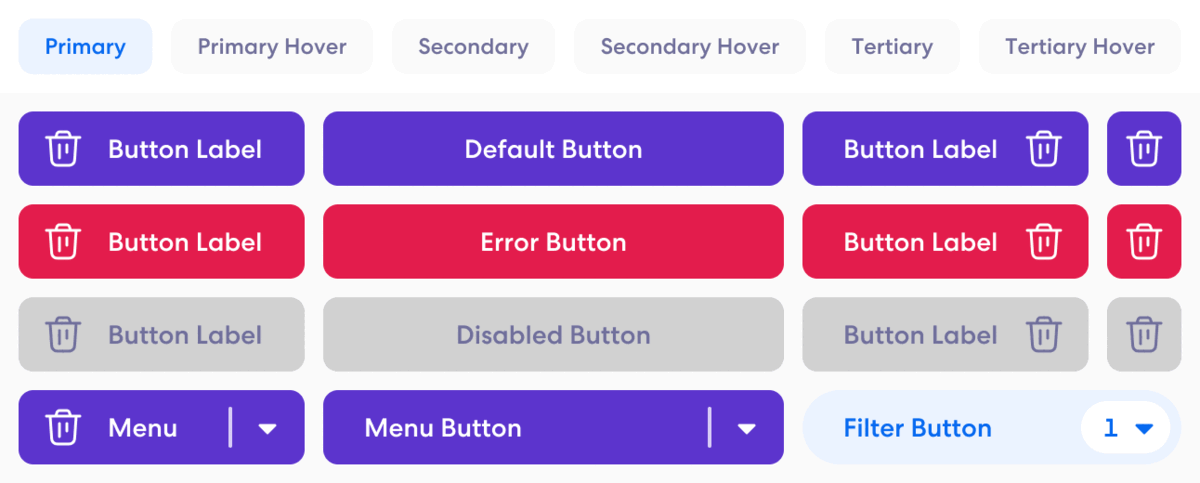 Primary Primary Hover Secondary Secondary Hover Tertiary Tertiary Hover
Button Label Default Button Button Label
Button Label Error Button Button Label
Button Label Disabled Button Button Label
Menu Menu Button Filter Button 1